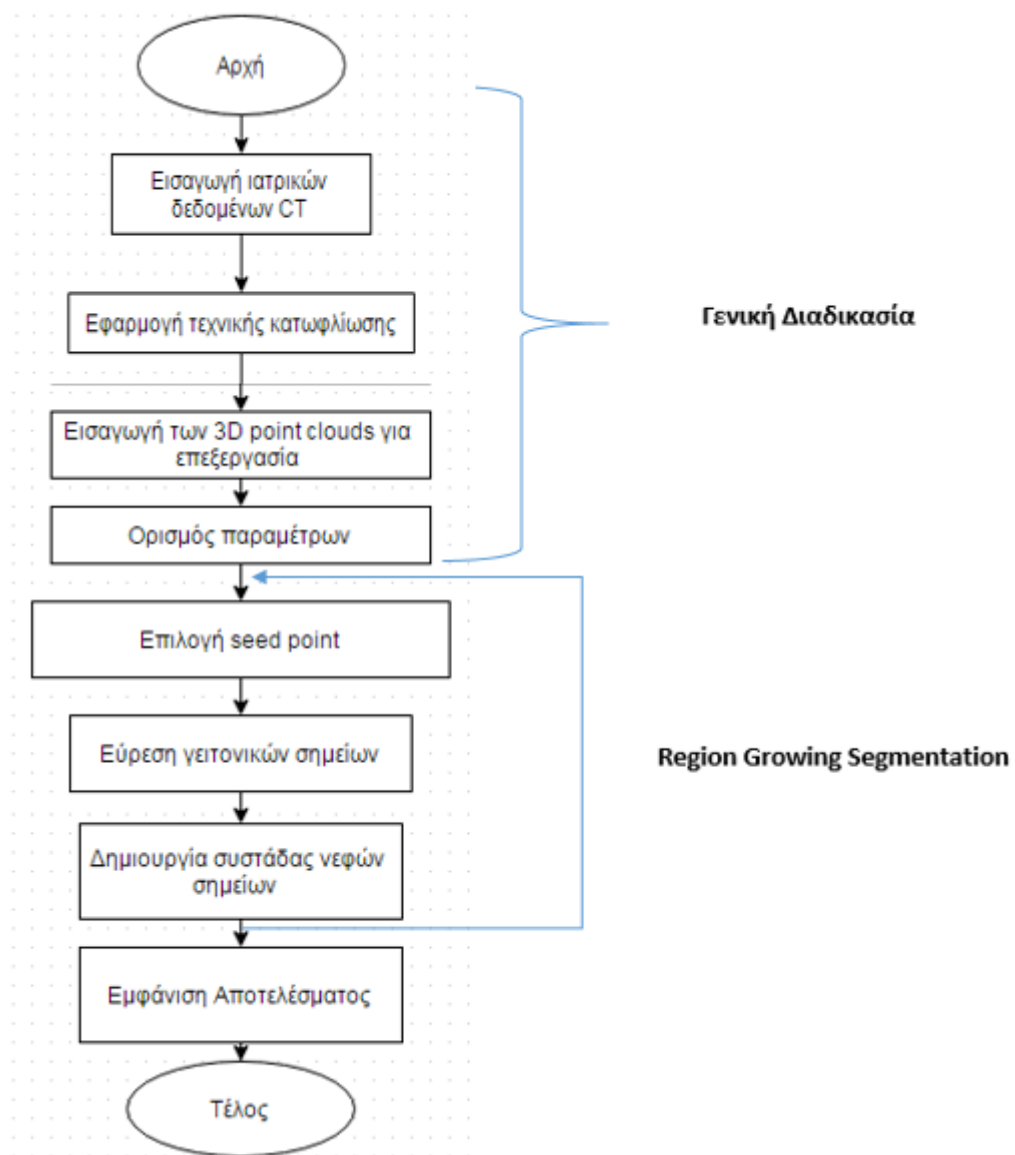 Αρχή
Εισαγωγή ιατρικών
δεδομένων CT
Εφαρμογή τεχνικής κατωφλίωσης
Γενική Διαδικασία
Εισαγωγή των 3D point clouds για
επεξεργασία
Ορισμός παραμέτρων
Επιλογή seed point
Εύρεση γειτονικών σημείων
Region Growing Segmentation
Δημιουργία συστάδας νεφών
σημείων
Εμφάνιση Αποτελέσματος
Τέλος